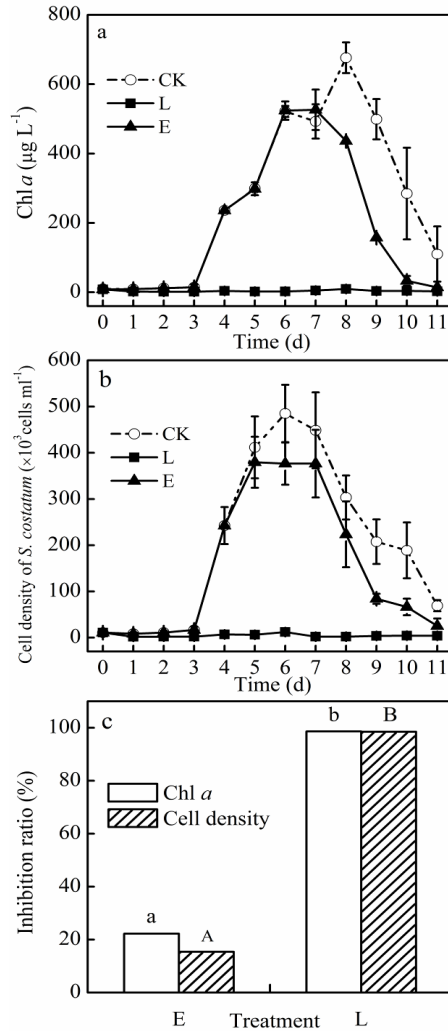 800
a
600
CK
L
E
400
200
0
Chl a (μg L⁻¹)
0 1 2 3 4 5 6 7 8 9 10 11
Time (d)
600
b
500
CK
L
E
400
300
200
100
0
Cell density of S. costatum (×10³cells ml⁻¹)
0 1 2 3 4 5 6 7 8 9 10 11
Time (d)
100
c
b B
80
Chl a
Cell density
60
40
20
a A
0
Inhibition ratio (%)
E Treatment L